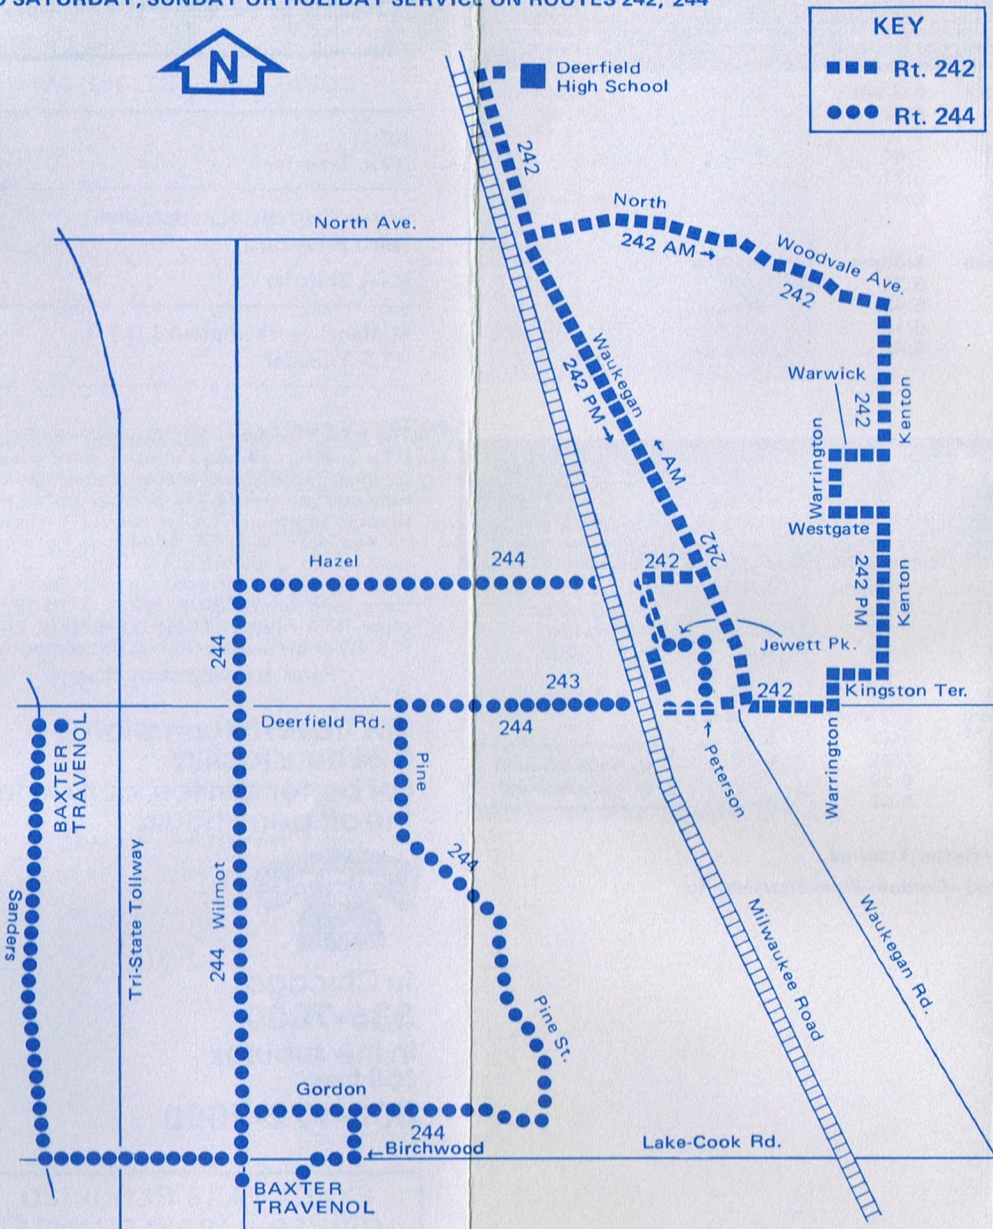 SATURDAY, SUNDAY OR HOLIDAY SERVICE ON ROUTES 242, 244
N
KEY
Rt. 242
Rt. 244
Deerfield
High School
242
North Ave.
North
242 AM→
Woodvale Ave.
242
Waukegan
242 PM→
AM
242
Warwick
242
Kenton
Warrington
Westgate
242 PM
Kenton
Hazel
244
242
244
Jewett Pk.
Kingston Ter.
242
243
Deerfield Rd.
244
BAXTER
TRAVENOL
Pine
Peterson
Warrington
244
Sanders
Tri-State Tollway
Wilmot
244
Milwaukee Road
Waukegan Rd.
Pine St.
Gordon
244
←Birchwood
Lake-Cook Rd.
BAXTER
TRAVENOL